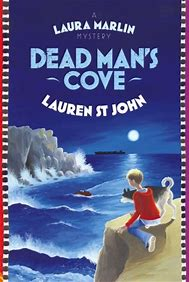 A
LAURA MARLIN
MYSTERY
DEAD MAN'S
COVE
LAUREN ST JOHN